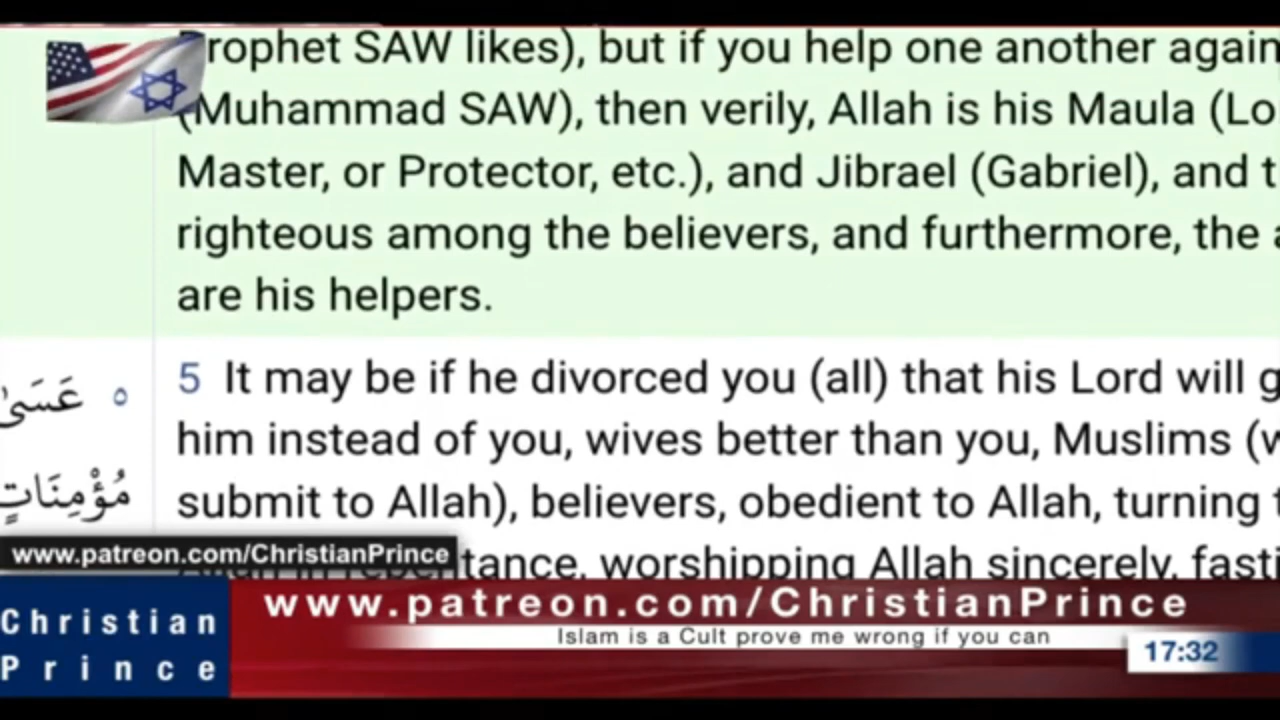 Prophet SAW likes), but if you help one another again
(Muhammad SAW), then verily, Allah is his Maula (Lo
Master, or Protector, etc.), and Jibrael (Gabriel), and t
righteous among the believers, and furthermore, the a
are his helpers.
5 It may be if he divorced you (all) that his Lord will g
him instead of you, wives better than you, Muslims (w
submit to Allah), believers, obedient to Allah, turning t
Allah in repentance, worshipping Allah sincerely, fasti
٥ عَسَىٰ
مُؤْمِنَاتٍ
www.patreon.com/ChristianPrince
www.patreon.com/ChristianPrince
Christian
Prince
Islam is a Cult prove me wrong if you can
17:32